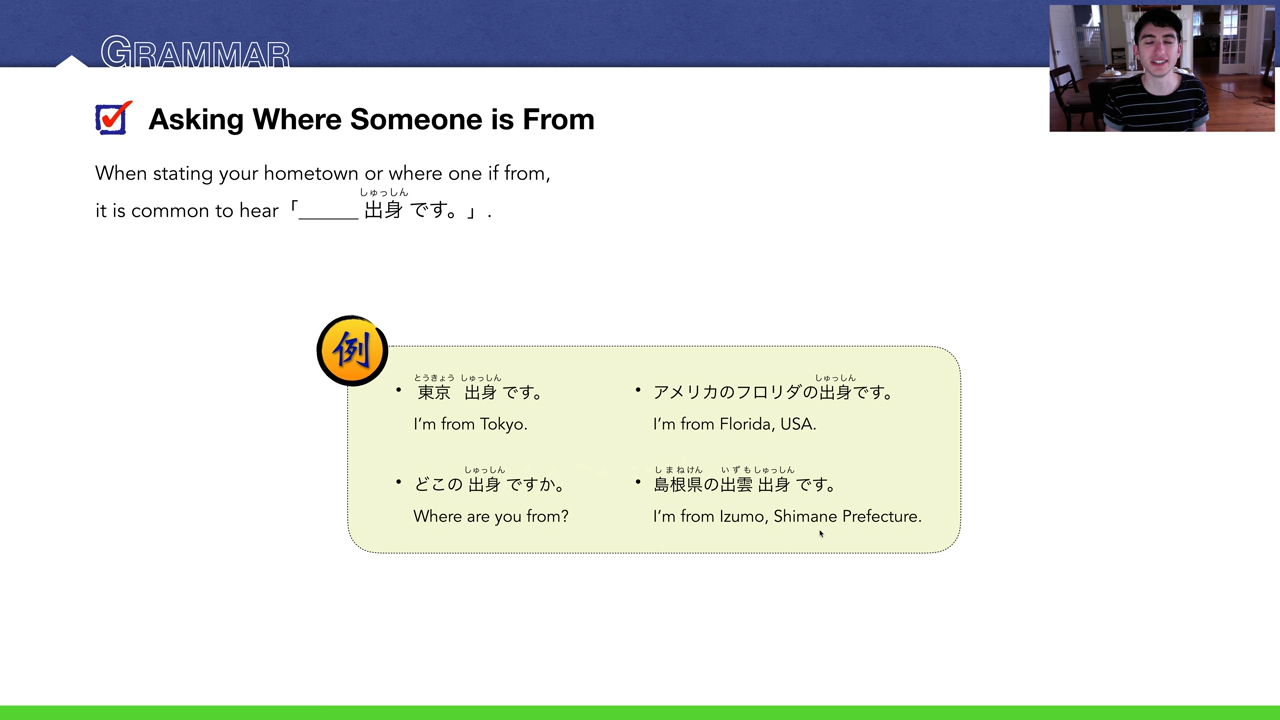 GRAMMAR
Asking Where Someone is From
When stating your hometown or where one if from,
しゅっしん
it is common to hear「______ 出身 です。」.
例
とうきょう しゅっしん
• 東京 出身 です。
I'm from Tokyo.
しゅっしん
• どこの 出身 ですか。
Where are you from?
しゅっしん
• アメリカのフロリダの出身です。
I'm from Florida, USA.
しまねけん いずもしゅっしん
• 島根県の出雲 出身 です。
I'm from Izumo, Shimane Prefecture.